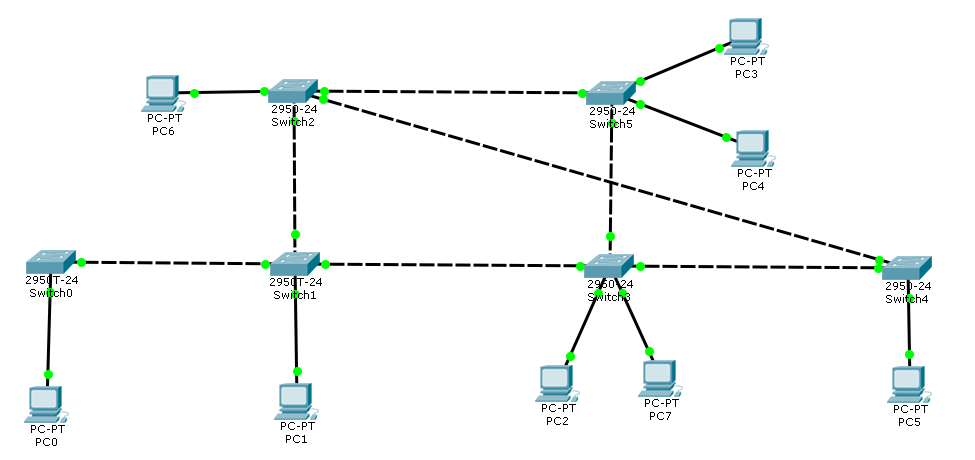 PC-PT
PC3
PC-PT
PC6
2950-24
Switch2
2950-24
Switch5
PC-PT
PC4
2950T-24
Switch0
2950T-24
Switch1
2950-24
Switch3
2950-24
Switch4
PC-PT
PC0
PC-PT
PC1
PC-PT
PC2
PC-PT
PC7
PC-PT
PC5